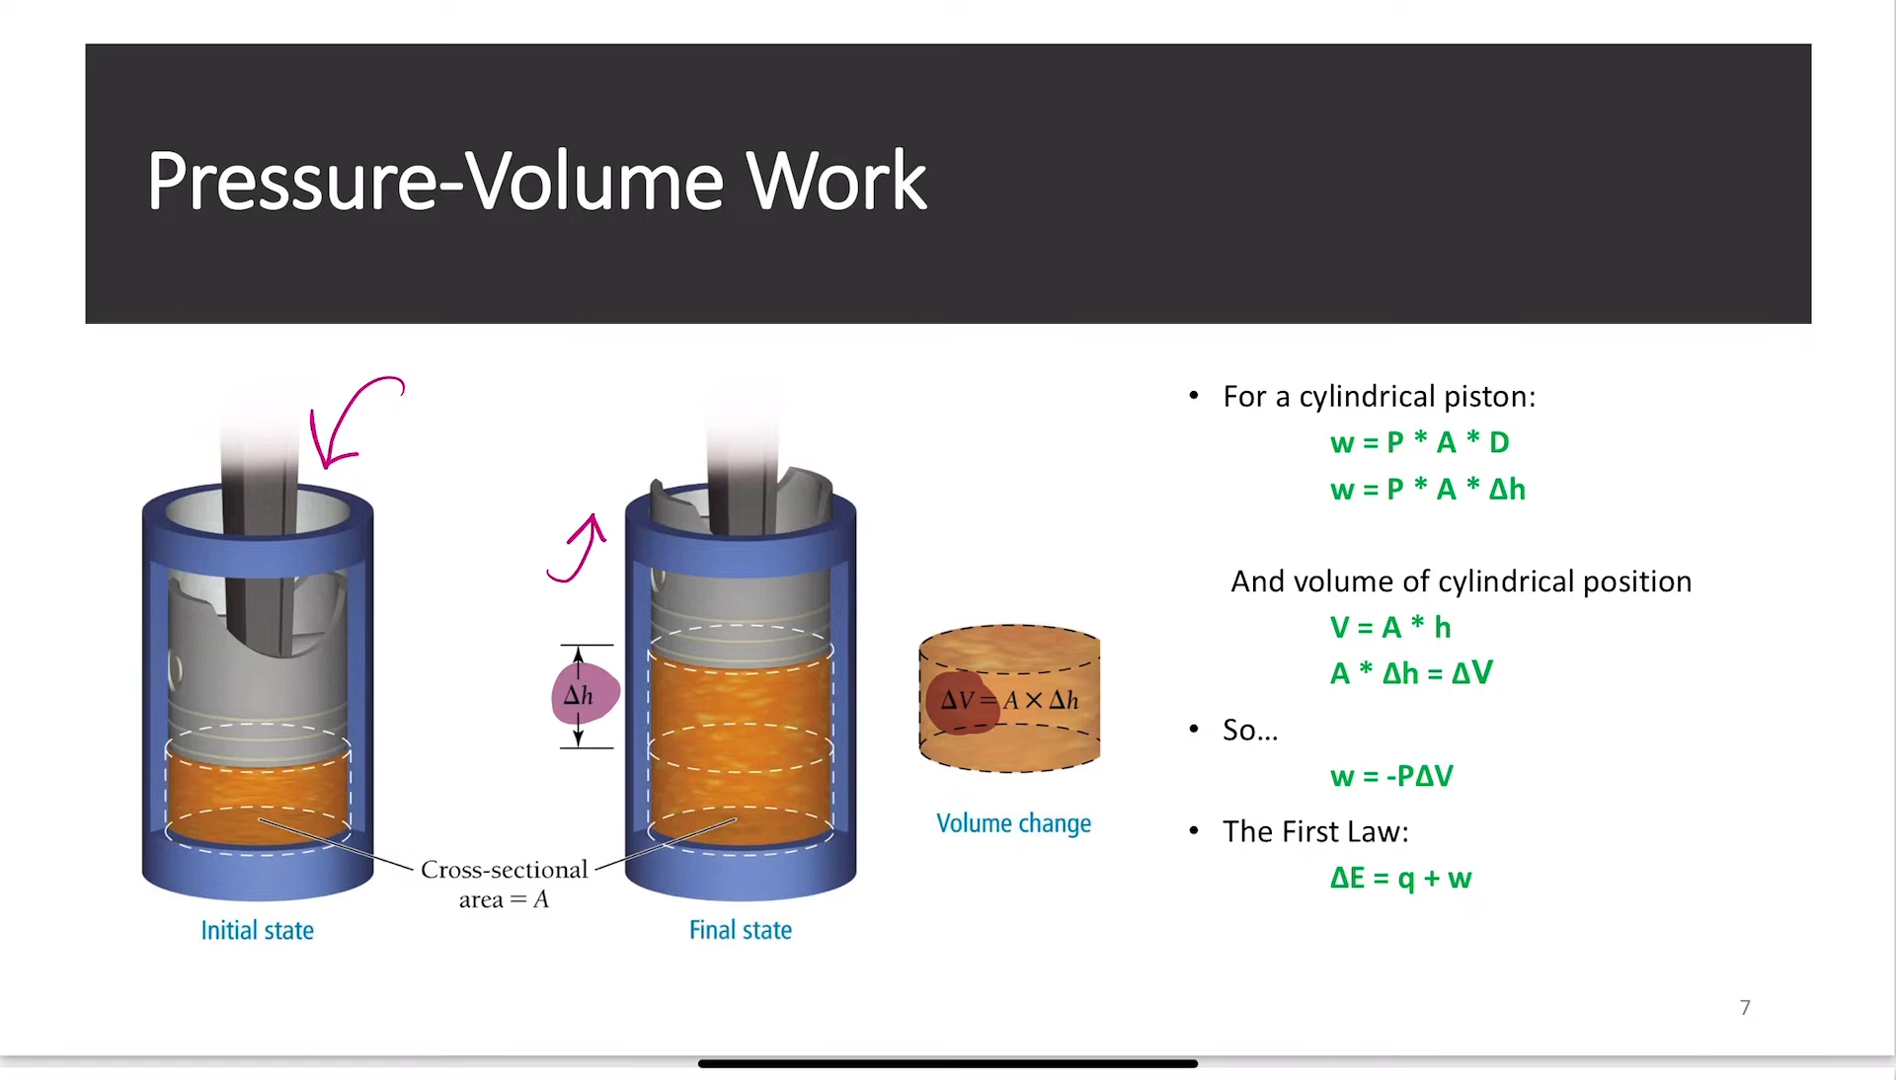 Pressure-Volume Work
Δh
Cross-sectional
area = A
Initial state
Final state
ΔV = A × Δh
Volume change
• For a cylindrical piston:
w = P * A * D
w = P * A * Δh
And volume of cylindrical position
V = A * h
A * Δh = ΔV
• So...
w = -PΔV
• The First Law:
ΔE = q + w
7